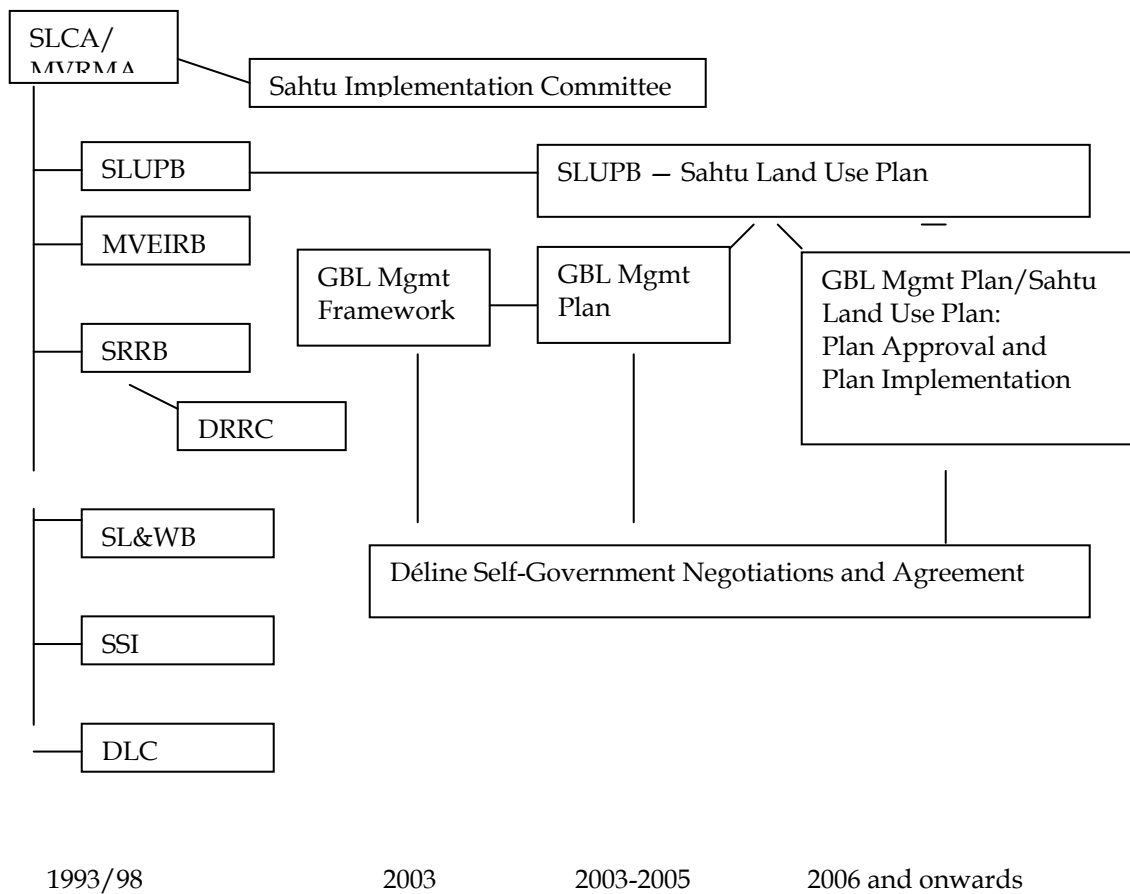 SLCA/
MVRMA
Sahtu Implementation Committee
SLUPB
SLUPB — Sahtu Land Use Plan
MVEIRB
GBL Mgmt
Framework
GBL Mgmt
Plan
GBL Mgmt Plan/Sahtu
Land Use Plan:
Plan Approval and
Plan Implementation
SRRB
DRRC
SL&WB
Déline Self-Government Negotiations and Agreement
SSI
DLC
1993/98
2003
2003-2005
2006 and onwards